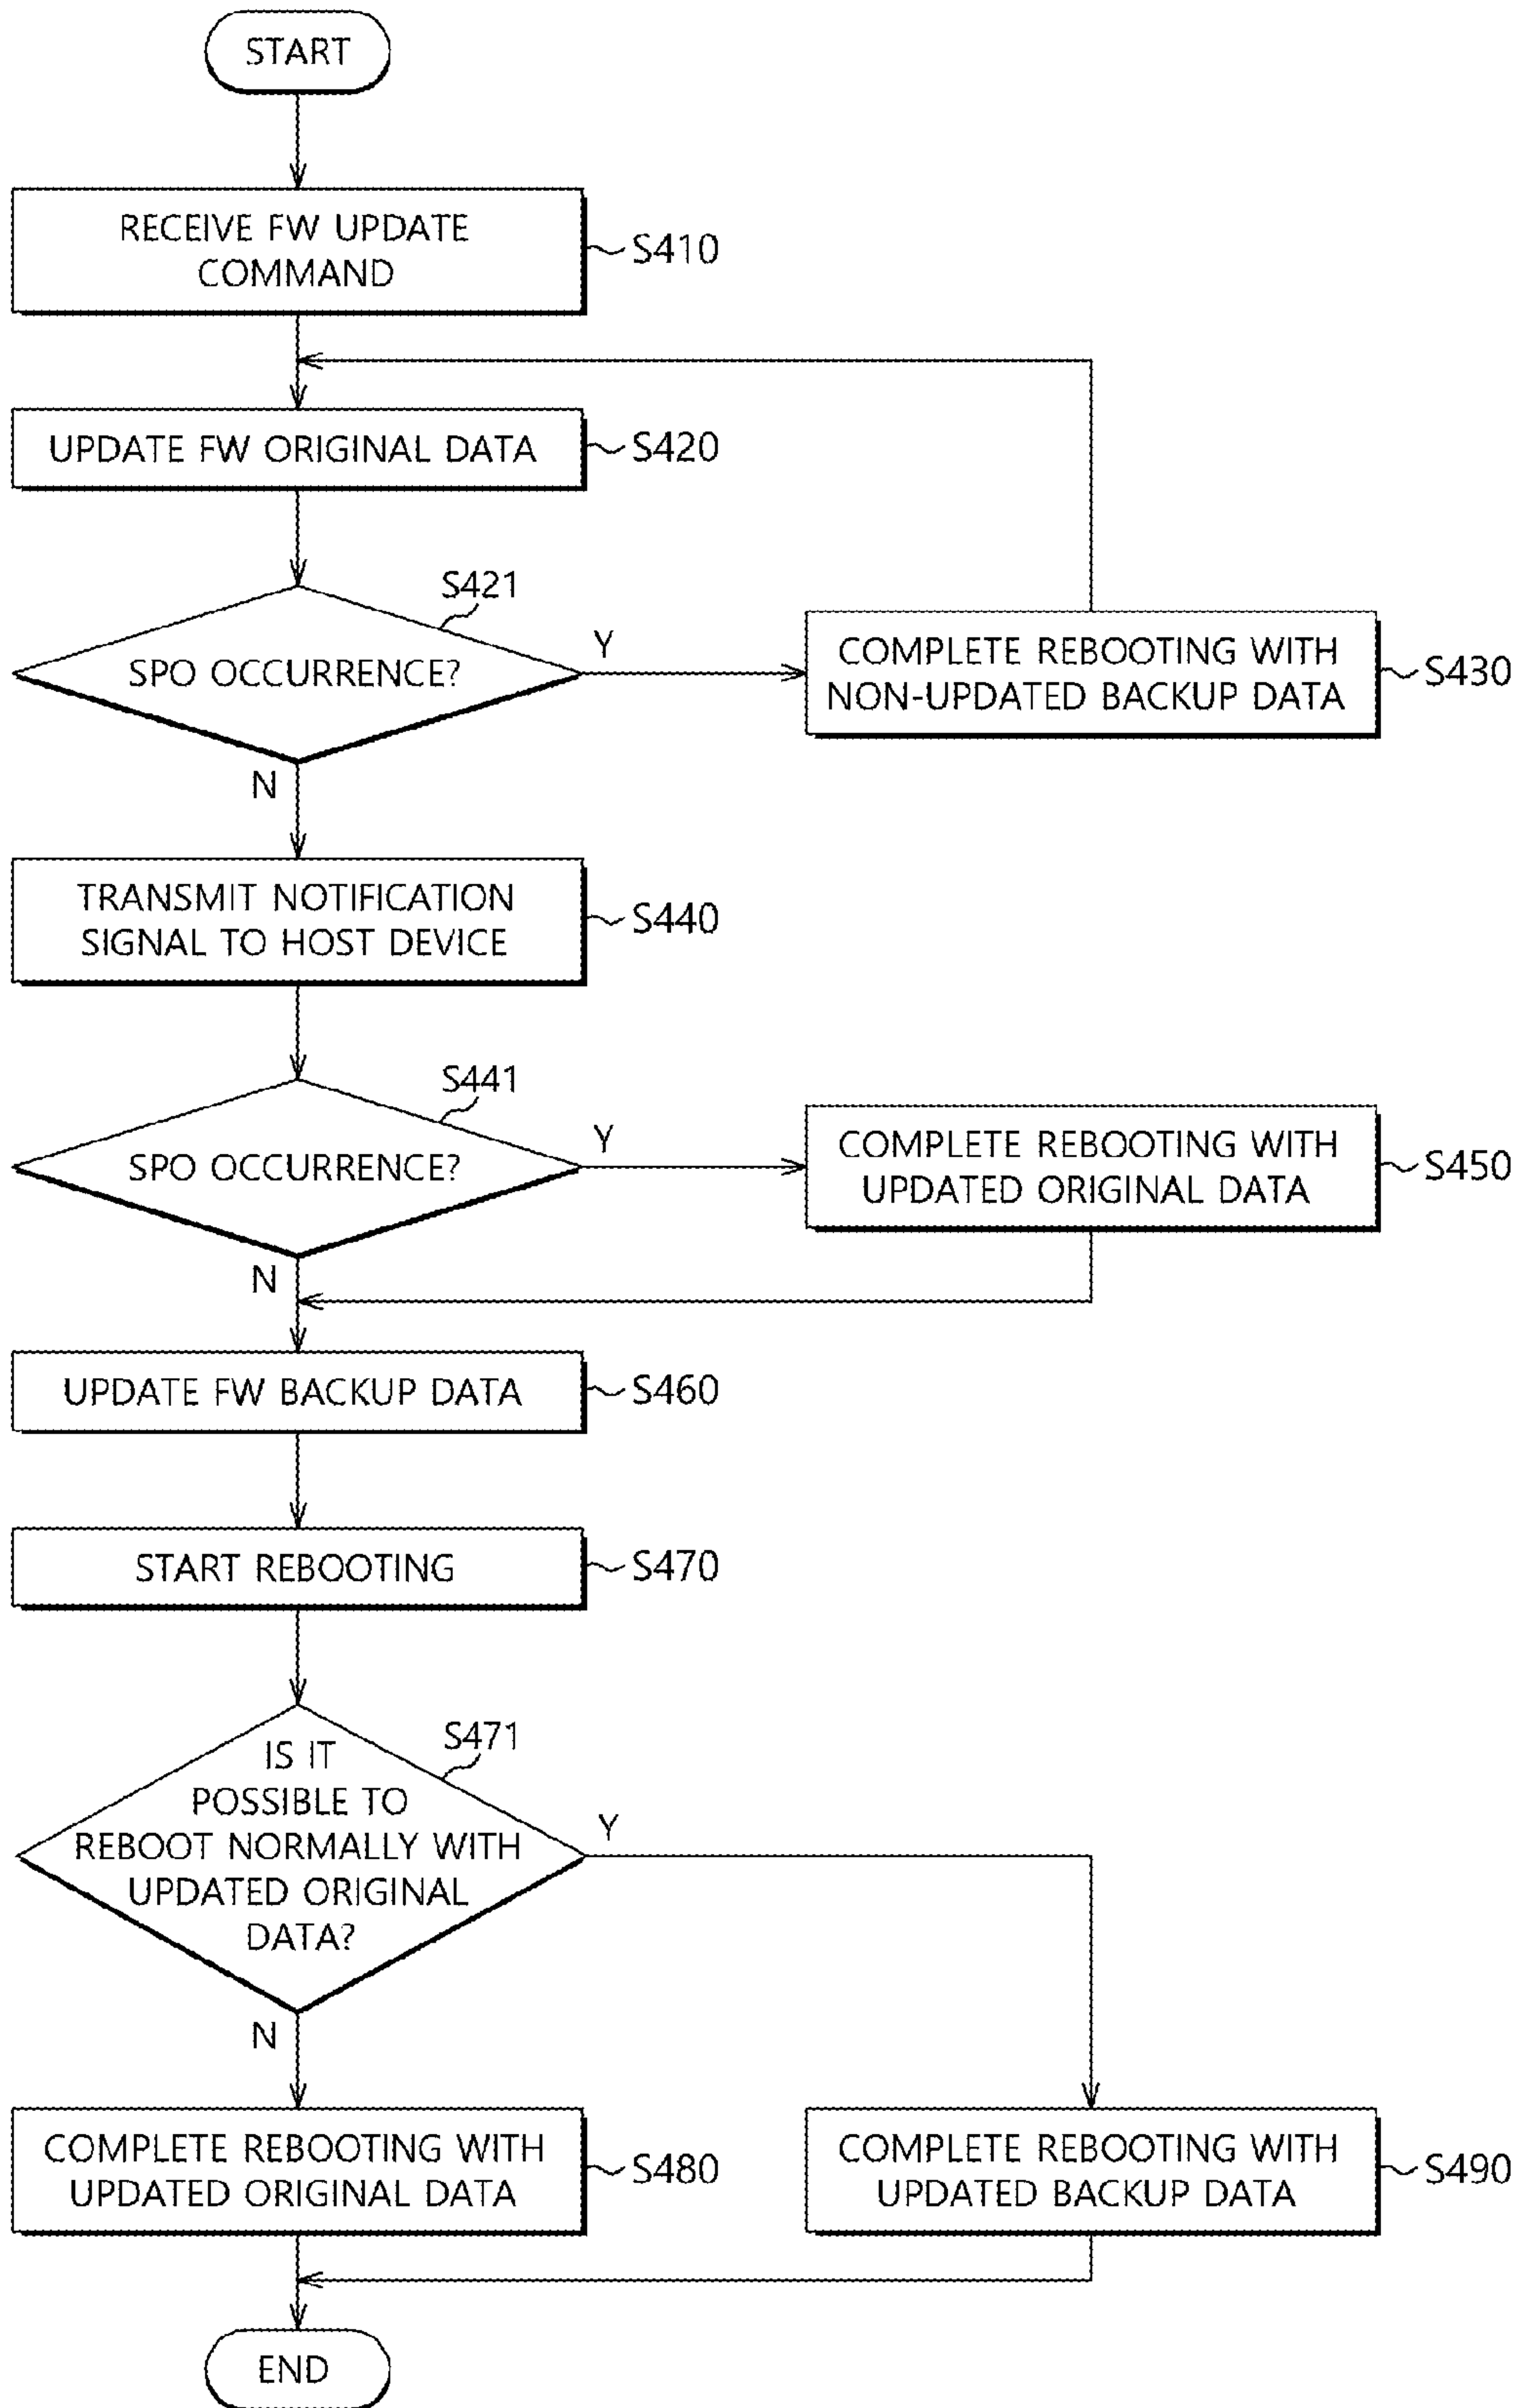 START
RECEIVE FW UPDATE
COMMAND
S410
UPDATE FW ORIGINAL DATA
S420
S421
SPO OCCURRENCE?
Y
N
COMPLETE REBOOTING WITH
NON-UPDATED BACKUP DATA
S430
TRANSMIT NOTIFICATION
SIGNAL TO HOST DEVICE
S440
S441
SPO OCCURRENCE?
Y
N
COMPLETE REBOOTING WITH
UPDATED ORIGINAL DATA
S450
UPDATE FW BACKUP DATA
S460
START REBOOTING
S470
S471
IS IT
POSSIBLE TO
REBOOT NORMALLY WITH
UPDATED ORIGINAL
DATA?
Y
N
COMPLETE REBOOTING WITH
UPDATED ORIGINAL DATA
S480
COMPLETE REBOOTING WITH
UPDATED BACKUP DATA
S490
END